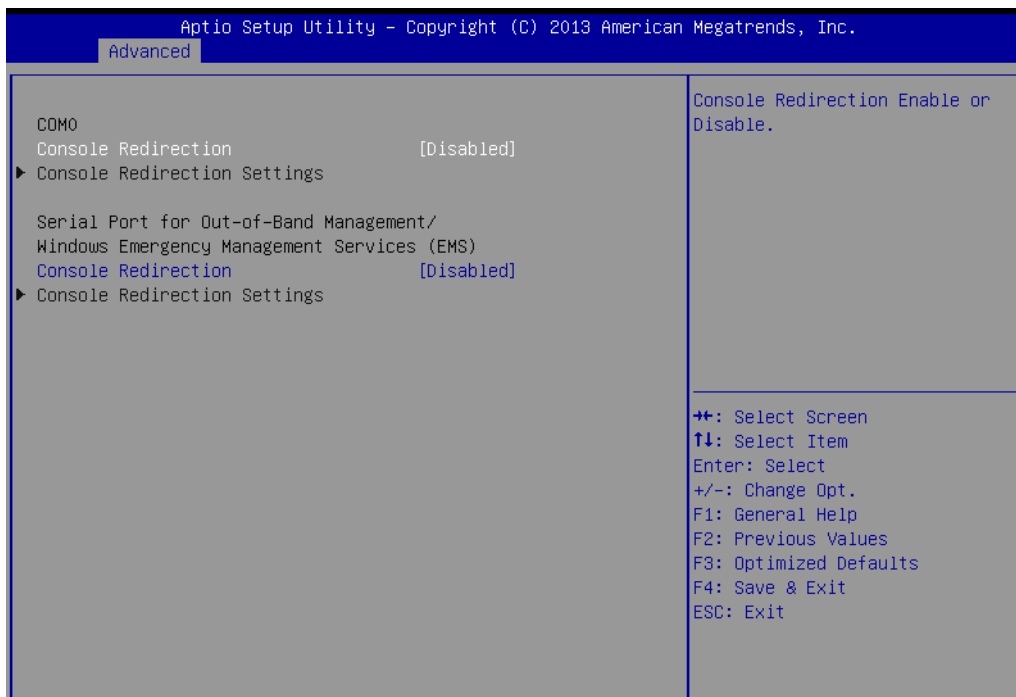 Aptio Setup Utility – Copyright (C) 2013 American Megatrends, Inc.
Advanced
COM0
Console Redirection [Disabled]
▶ Console Redirection Settings
Serial Port for Out-of-Band Management/
Windows Emergency Management Services (EMS)
Console Redirection [Disabled]
▶ Console Redirection Settings
Console Redirection Enable or
Disable.
→←: Select Screen
↑↓: Select Item
Enter: Select
+/-: Change Opt.
F1: General Help
F2: Previous Values
F3: Optimized Defaults
F4: Save & Exit
ESC: Exit